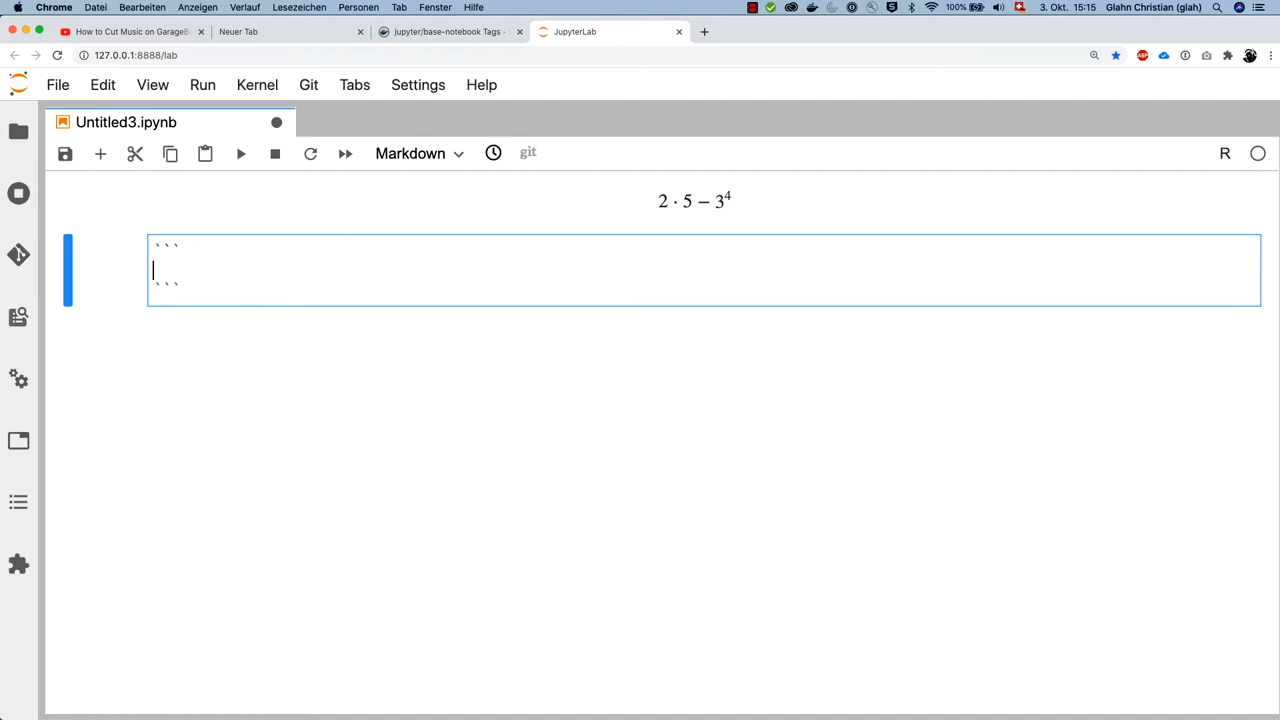 Chrome Datei Bearbeiten Anzeigen Verlauf Lesezeichen Personen Tab Fenster Hilfe 100% 3. Okt. 15:15 Glahn Christian (glah)
How to Cut Music on GarageBa Neuer Tab jupyter/base-notebook Tags - JupyterLab
127.0.0.1:8888/lab ABP
File Edit View Run Kernel Git Tabs Settings Help
Untitled3.ipynb
Markdown git R
2 · 5 − 3⁴
```
```